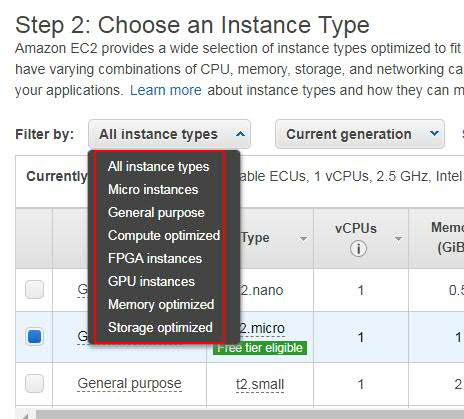 Step 2: Choose an Instance Type
Amazon EC2 provides a wide selection of instance types optimized to fit
have varying combinations of CPU, memory, storage, and networking ca
your applications. Learn more about instance types and how they can m
Filter by: All instance types Current generation
All instance types
Micro instances
General purpose
Compute optimized
FPGA instances
GPU instances
Memory optimized
Storage optimized
Currently able ECUs, 1 vCPUs, 2.5 GHz, Intel
Type vCPUs Memo
(GiB
G 2.nano 1 0.5
G 2.micro 1 1
Free tier eligible
General purpose t2.small 1 2